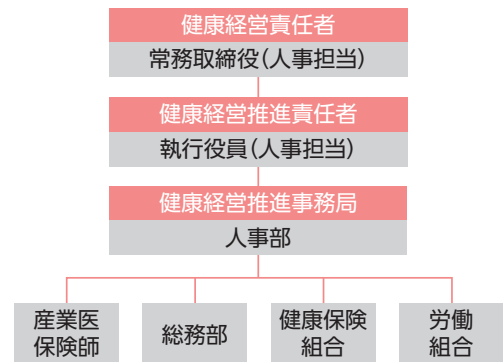 健康経営責任者
常務取締役(人事担当)
健康経営推進責任者
執行役員(人事担当)
健康経営推進事務局
人事部
産業医
保険師
総務部
健康保険
組合
労働
組合